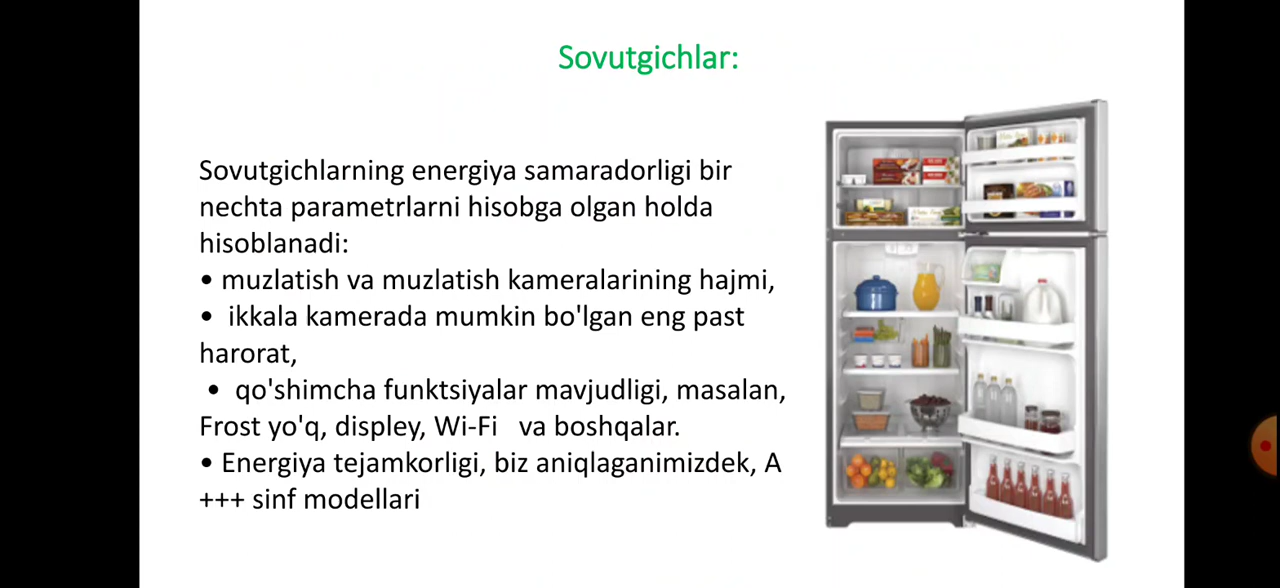 Sovutgichlar:
Sovutgichlarning energiya samaradorligi bir
nechta parametrlarni hisobga olgan holda
hisoblanadi:
• muzlatish va muzlatish kameralarining hajmi,
• ikkala kamerada mumkin bo'lgan eng past
harorat,
• qo'shimcha funktsiyalar mavjudligi, masalan,
Frost yo'q, displey, Wi-Fi va boshqalar.
• Energiya tejamkorligi, biz aniqlaganimizdek, A
+++ sinf modellari